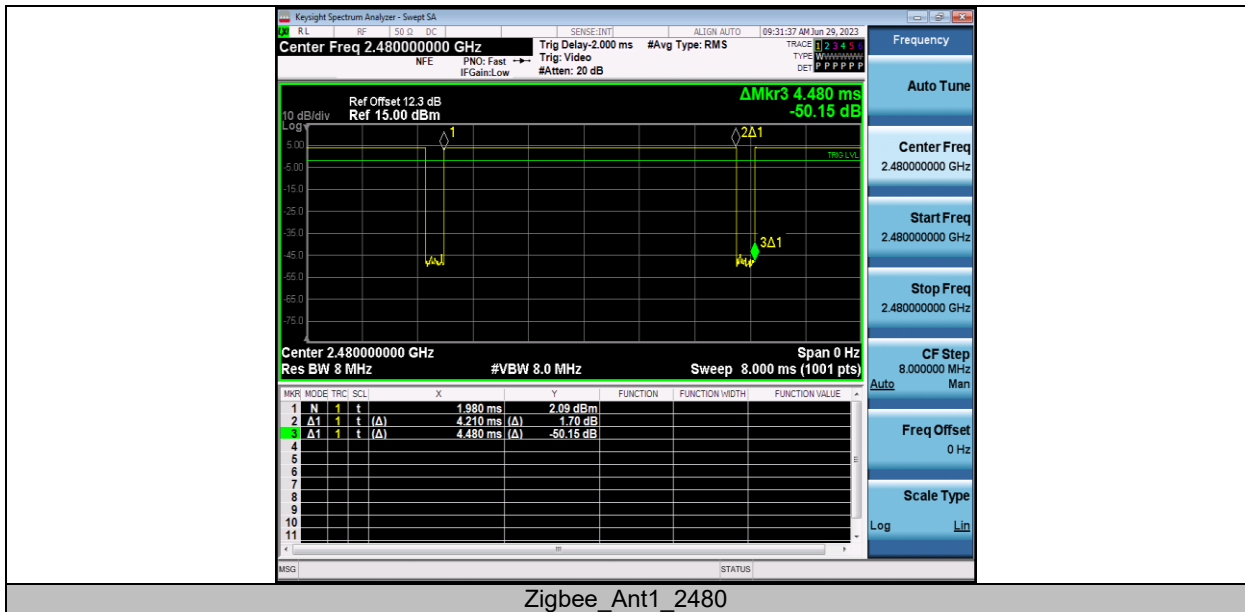 Keysight Spectrum Analyzer - Swept SA
RL RF 50 Ω DC SENSE:INT ALIGN AUTO 09:31:37 AM Jun 29, 2023
Center Freq 2.480000000 GHz
NFE PNO: Fast IFGain:Low
Trig Delay-2.000 ms #Avg Type: RMS
Trig: Video
#Atten: 20 dB
TRACE 1 2 3 4 5 6
TYPE WWWWWW
DET P P P P P P
ΔMkr3 4.480 ms
-50.15 dB
Ref Offset 12.3 dB
10 dB/div Ref 15.00 dBm
Log
5.00
-5.00
-15.0
-25.0
-35.0
-45.0
-55.0
-65.0
-75.0
1
2Δ1
TRIG LVL
3Δ1
Center 2.480000000 GHz Span 0 Hz
Res BW 8 MHz #VBW 8.0 MHz Sweep 8.000 ms (1001 pts)
MKR MODE TRC SCL X Y FUNCTION FUNCTION WIDTH FUNCTION VALUE
1 N 1 t 1.980 ms 2.09 dBm
2 Δ1 1 t (Δ) 4.210 ms (Δ) 1.70 dB
3 Δ1 1 t (Δ) 4.480 ms (Δ) -50.15 dB
4
5
6
7
8
9
10
11
MSG STATUS
Frequency
Auto Tune
Center Freq
2.480000000 GHz
Start Freq
2.480000000 GHz
Stop Freq
2.480000000 GHz
CF Step
8.000000 MHz
Auto Man
Freq Offset
0 Hz
Scale Type
Log Lin
Zigbee_Ant1_2480